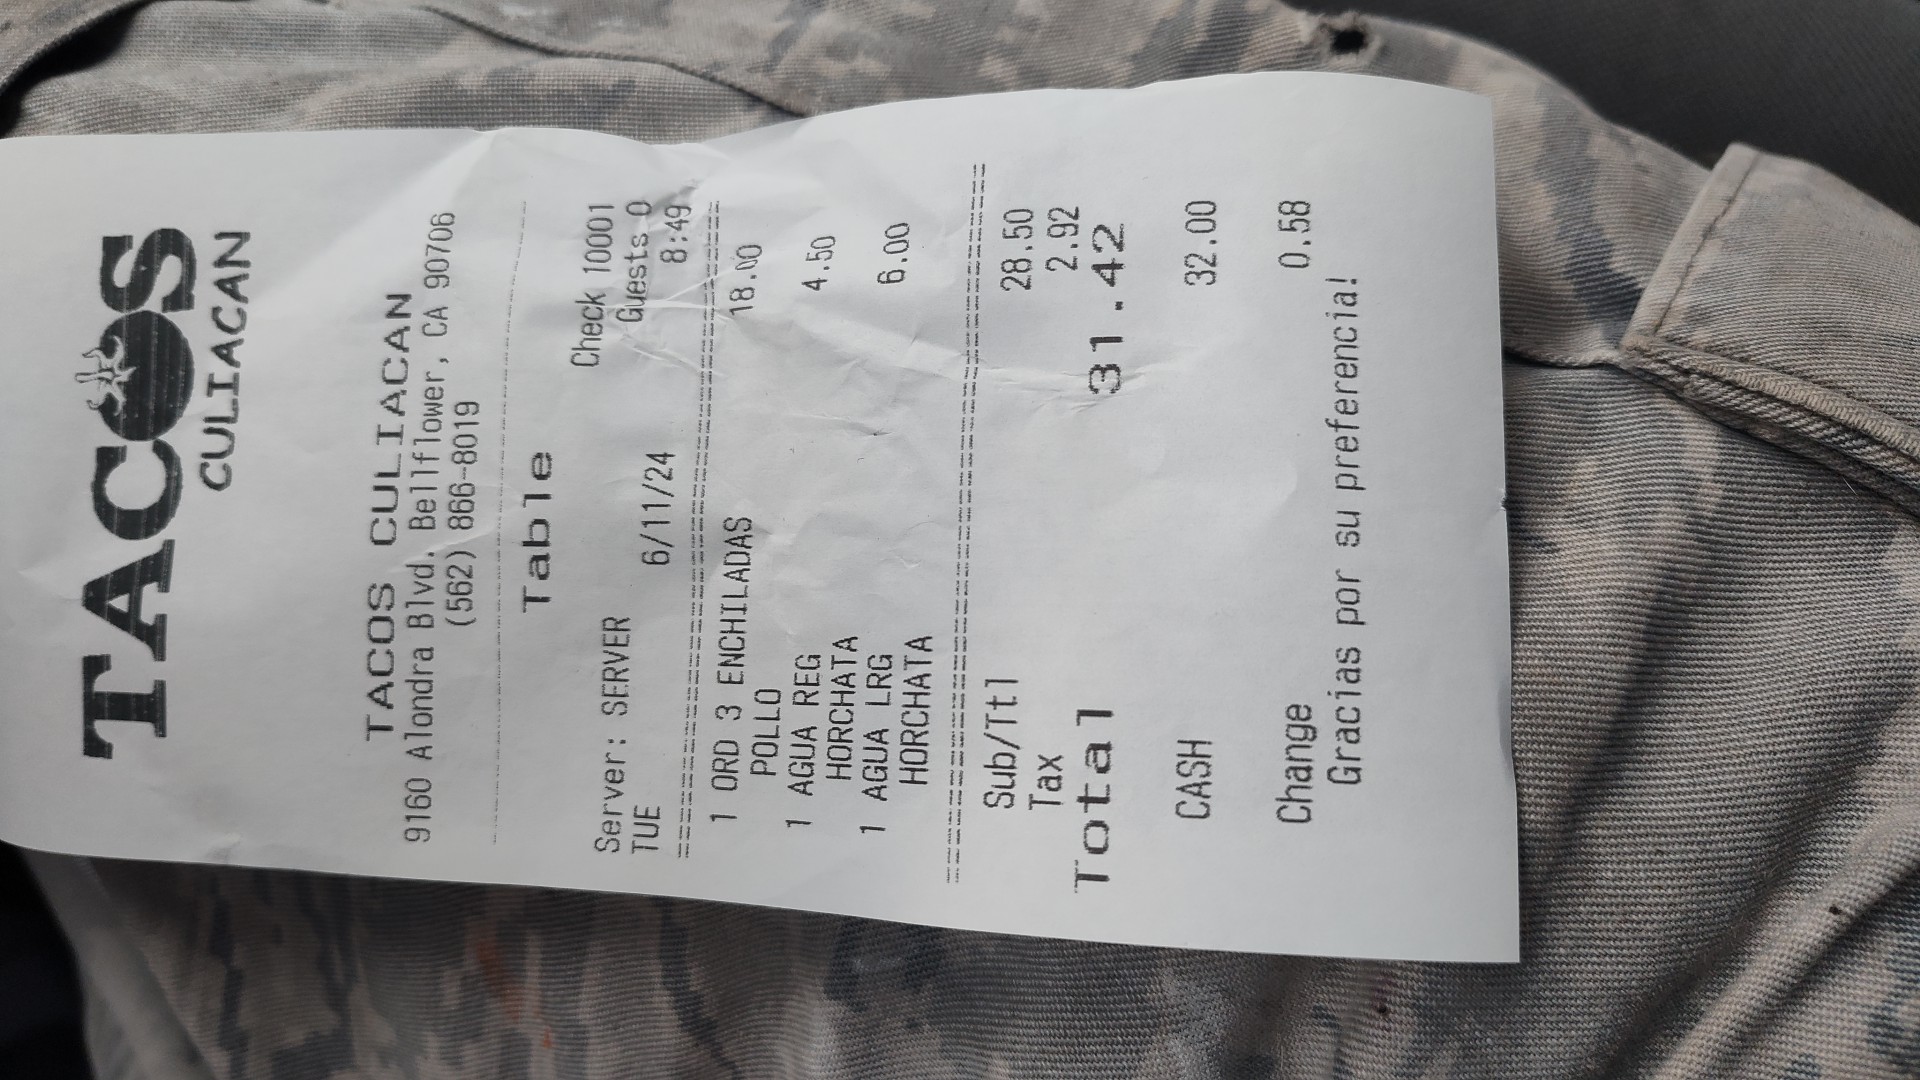 TACOS
CULIACAN
TACOS CULIACAN
9160 Alondra Blvd. Bellflower, CA 90706
(562) 866-8019
Table
Check 10001
Server: SERVER Guests 0
TUE 6/11/24 8:49
1 ORD 3 ENCHILADAS 18.00
POLLO
1 AGUA REG 4.50
HORCHATA
1 AGUA LRG 6.00
HORCHATA
Sub/Ttl 28.50
Tax 2.92
Total 31.42
CASH 32.00
Change 0.58
Gracias por su preferencia!